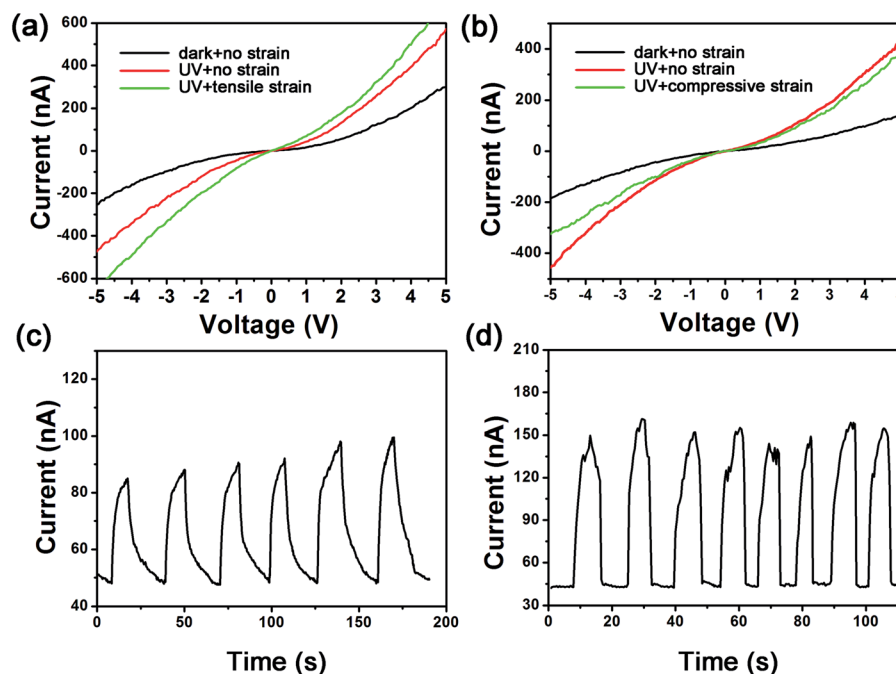 (a)
600
400
200
0
-200
-400
-600
Current (nA)
dark+no strain
UV+no strain
UV+tensile strain
-5 -4 -3 -2 -1 0 1 2 3 4 5
Voltage (V)
(b)
400
200
0
-200
-400
Current (nA)
dark+no strain
UV+no strain
UV+compressive strain
-5 -4 -3 -2 -1 0 1 2 3 4
Voltage (V)
(c)
120
100
80
60
40
Current (nA)
0 50 100 150 200
Time (s)
(d)
210
180
150
120
90
60
30
Current (nA)
0 20 40 60 80 100
Time (s)